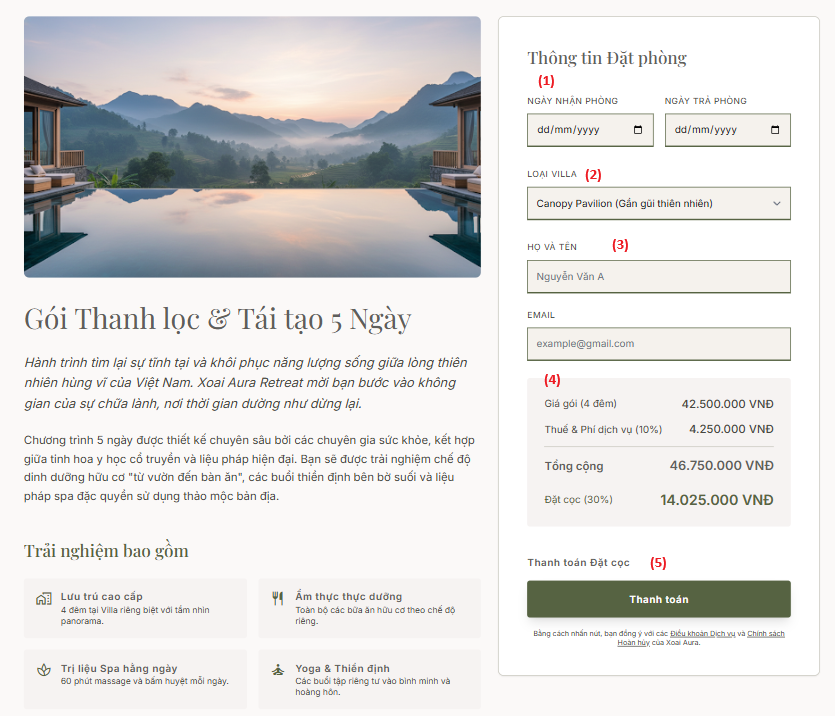 Gói Thanh lọc & Tái tạo 5 Ngày
Hành trình tìm lại sự tĩnh tại và khôi phục năng lượng sống giữa lòng thiên
nhiên hùng vĩ của Việt Nam. Xoai Aura Retreat mời bạn bước vào không
gian của sự chữa lành, nơi thời gian dường như dừng lại.
Chương trình 5 ngày được thiết kế chuyên sâu bởi các chuyên gia sức khỏe, kết hợp
giữa tinh hoa y học cổ truyền và liệu pháp hiện đại. Bạn sẽ được trải nghiệm chế độ
dinh dưỡng hữu cơ "từ vườn đến bàn ăn", các buổi thiền định bên bờ suối và liệu
pháp spa đặc quyền sử dụng thảo mộc bản địa.
Trải nghiệm bao gồm
Lưu trú cao cấp
4 đêm tại Villa riêng biệt với tầm nhìn
panorama.
Ẩm thực thực dưỡng
Toàn bộ các bữa ăn hữu cơ theo chế độ
riêng.
Trị liệu Spa hằng ngày
60 phút massage và bấm huyệt mỗi ngày.
Yoga & Thiền định
Các buổi tập riêng tư vào bình minh và
hoàng hôn.
Thông tin Đặt phòng
(1)
NGÀY NHẬN PHÒNG NGÀY TRẢ PHÒNG
dd/mm/yyyy dd/mm/yyyy
LOẠI VILLA (2)
Canopy Pavilion (Gần gũi thiên nhiên)
HỌ VÀ TÊN (3)
Nguyễn Văn A
EMAIL
example@gmail.com
(4)
Giá gói (4 đêm) 42.500.000 VNĐ
Thuế & Phí dịch vụ (10%) 4.250.000 VNĐ
Tổng cộng 46.750.000 VNĐ
Đặt cọc (30%) 14.025.000 VNĐ
Thanh toán Đặt cọc (5)
Thanh toán
Bằng cách nhấn nút, bạn đồng ý với các Điều khoản Dịch vụ và Chính sách
Hoàn hủy của Xoai Aura.